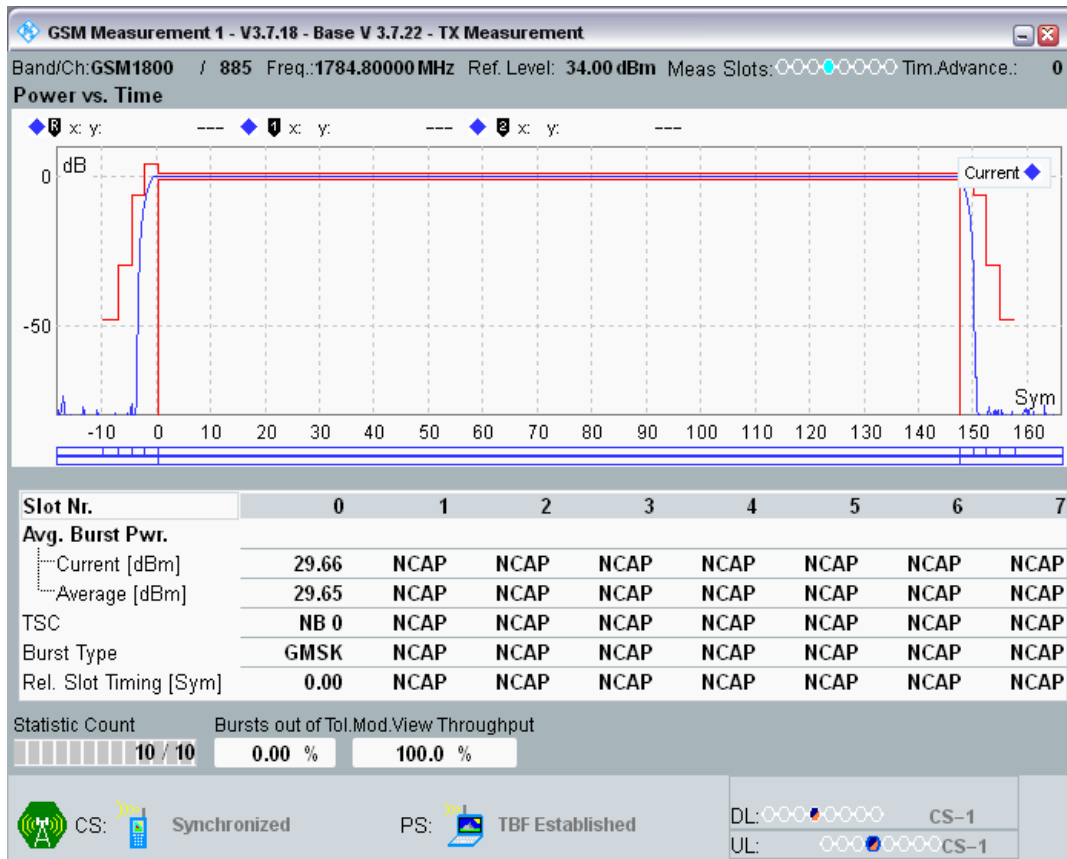 GSM Measurement 1 - V3.7.18 - Base V 3.7.22 - TX Measurement
Band/Ch:GSM1800 / 885 Freq.:1784.80000 MHz Ref. Level: 34.00 dBm Meas Slots: Tim.Advance.: 0
Power vs. Time
R x: y: --- 1 x: y: --- 2 x: y: ---
dB
Current
0
-50
Sym
-10 0 10 20 30 40 50 60 70 80 90 100 110 120 130 140 150 160
Slot Nr. 0 1 2 3 4 5 6 7
Avg. Burst Pwr.
Current [dBm] 29.66 NCAP NCAP NCAP NCAP NCAP NCAP NCAP
Average [dBm] 29.65 NCAP NCAP NCAP NCAP NCAP NCAP NCAP
TSC NB 0 NCAP NCAP NCAP NCAP NCAP NCAP NCAP
Burst Type GMSK NCAP NCAP NCAP NCAP NCAP NCAP NCAP
Rel. Slot Timing [Sym] 0.00 NCAP NCAP NCAP NCAP NCAP NCAP NCAP
Statistic Count Bursts out of Tol. Mod.View Throughput
10 / 10 0.00 % 100.0 %
CS: Synchronized PS: TBF Established
DL: CS-1
UL: CS-1